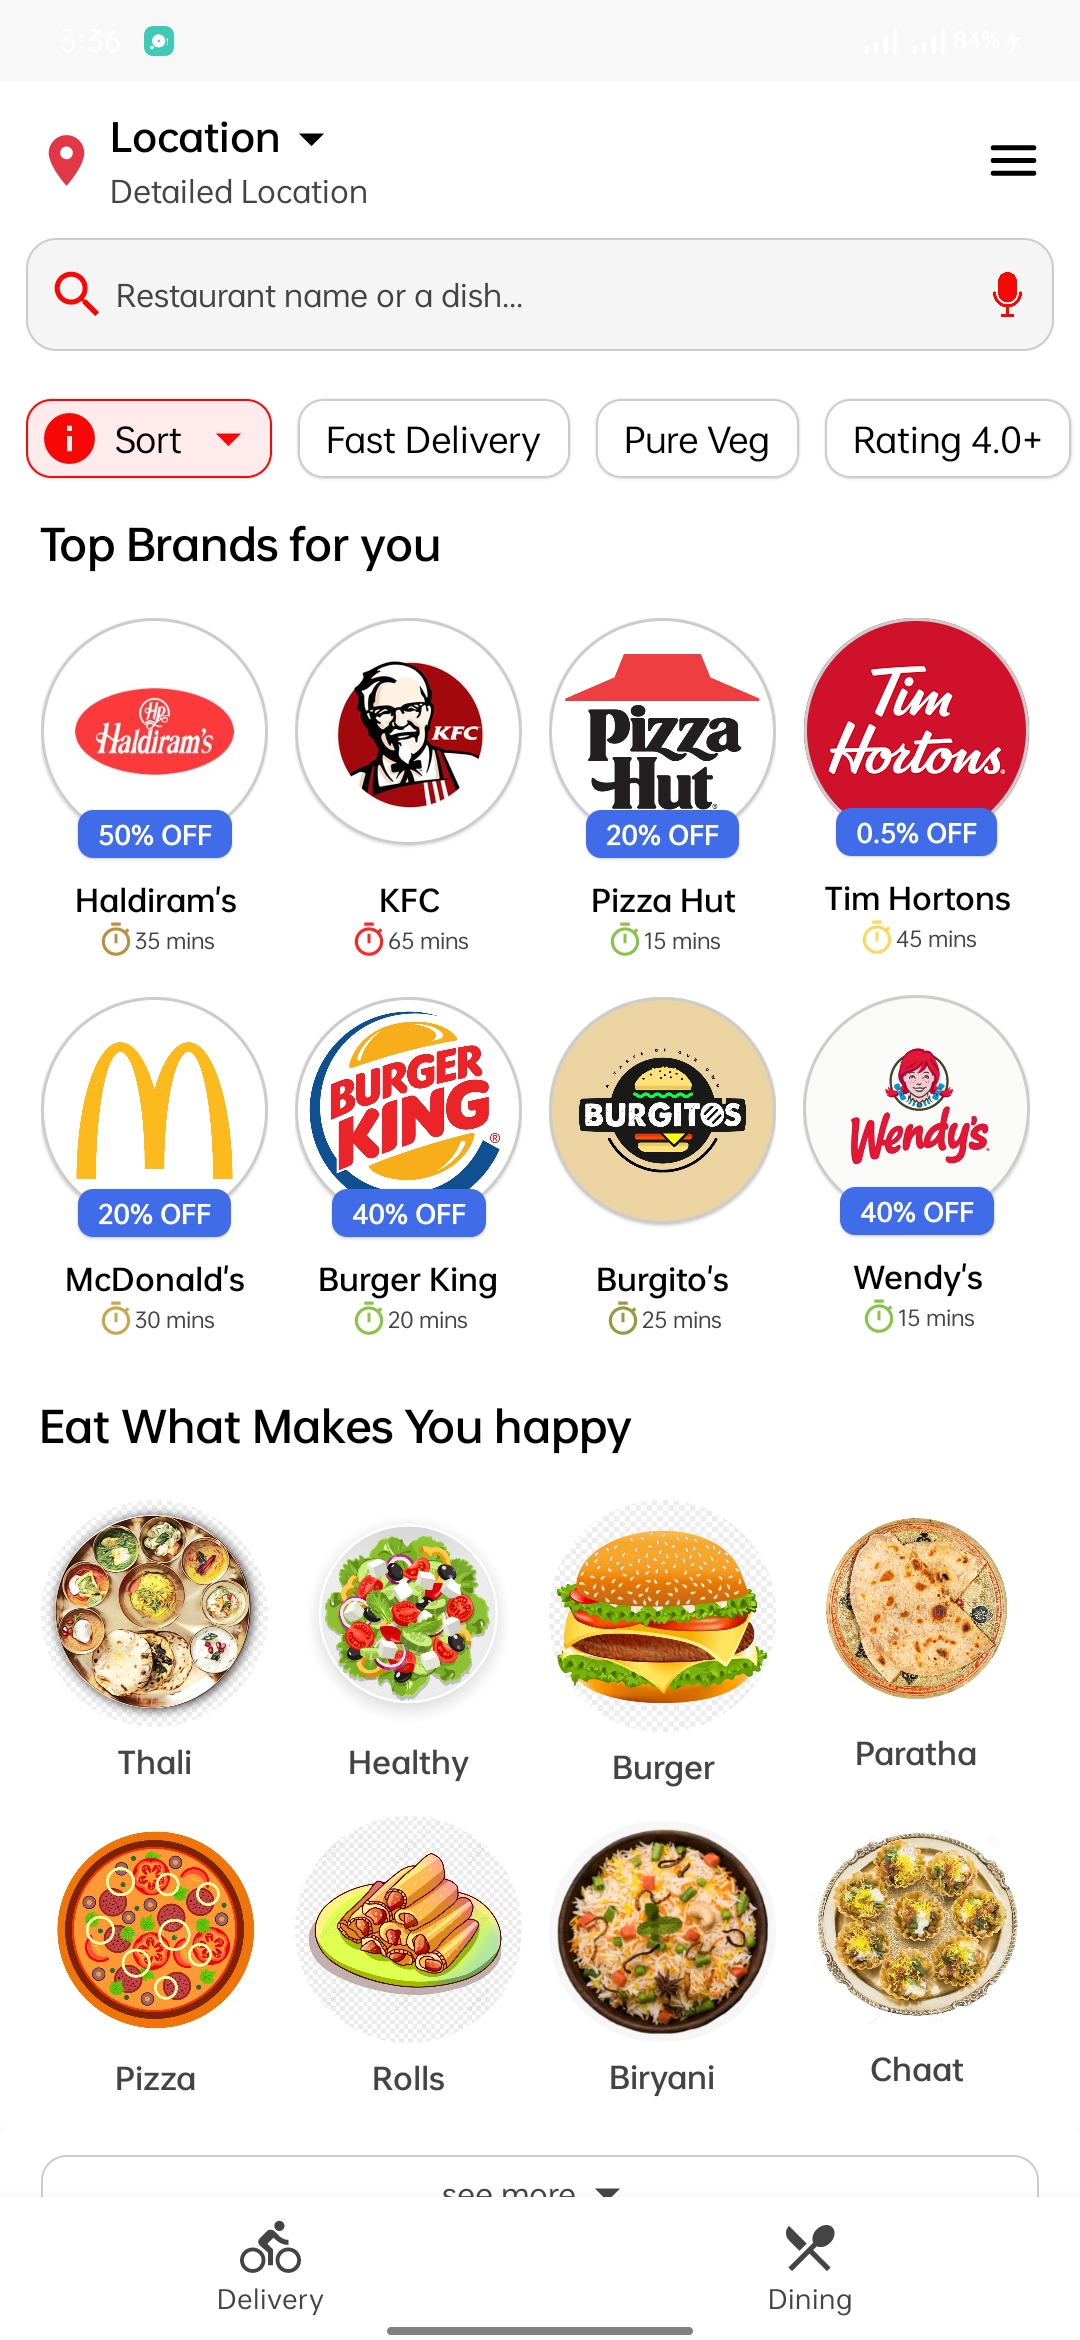 3:36
84%
Location
Detailed Location
Restaurant name or a dish...
Sort
Fast Delivery
Pure Veg
Rating 4.0+
Top Brands for you
Haldiram's
KFC
Pizza
Hut
Tim
Hortons
50% OFF
20% OFF
0.5% OFF
Haldiram's
KFC
Pizza Hut
Tim Hortons
35 mins
65 mins
15 mins
45 mins
BURGER
KING
BURGITOS
Wendy's
20% OFF
40% OFF
40% OFF
McDonald's
Burger King
Burgito's
Wendy's
30 mins
20 mins
25 mins
15 mins
Eat What Makes You happy
Thali
Healthy
Burger
Paratha
Pizza
Rolls
Biryani
Chaat
see more
Delivery
Dining